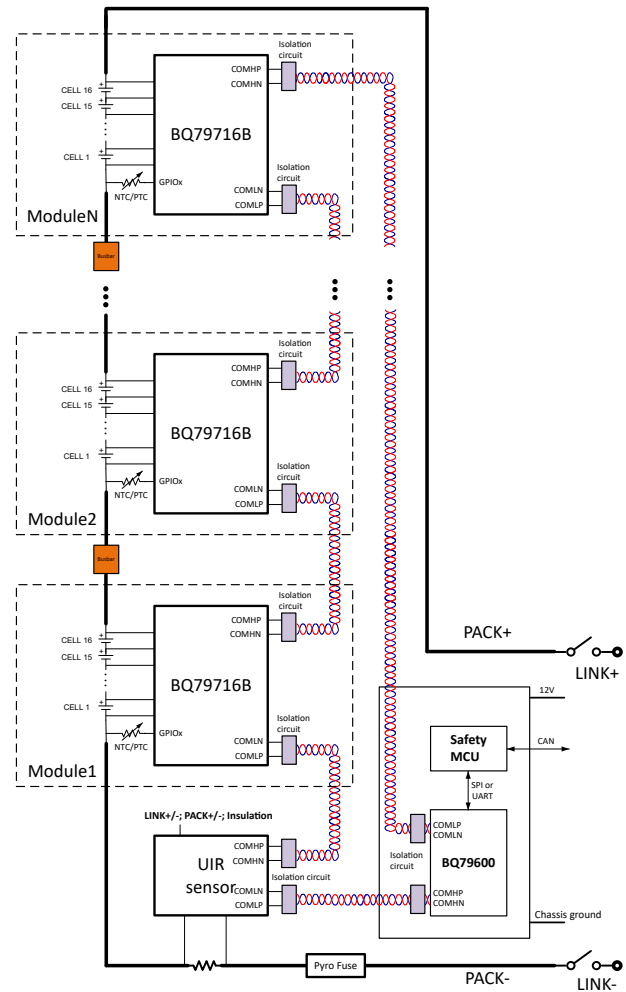 Isolation
circuit
COMHP
COMHN
+
CELL 16
+
CELL 15
BQ79716B
+
CELL 1
Isolation
circuit
GPIOx
NTC/PTC
COMLN
COMLP
ModuleN
Busbar
Isolation
circuit
COMHP
COMHN
+
CELL 16
+
CELL 15
BQ79716B
+
CELL 1
Isolation
circuit
GPIOx
NTC/PTC
COMLN
COMLP
Module2
Busbar
Isolation
circuit
COMHP
COMHN
+
CELL 16
+
CELL 15
BQ79716B
+
CELL 1
Isolation
circuit
GPIOx
NTC/PTC
COMLN
COMLP
Module1
PACK+
LINK+
12V
Safety
MCU
CAN
SPI or
UART
LINK+/-; PACK+/-; Insulation
COMHP
COMHN
UIR
sensor
COMLN
COMLP
Isolation circuit
COMLP
COMLN
Isolation
circuit
BQ79600
COMHP
COMHN
Chassis ground
Pyro Fuse
PACK-
LINK-